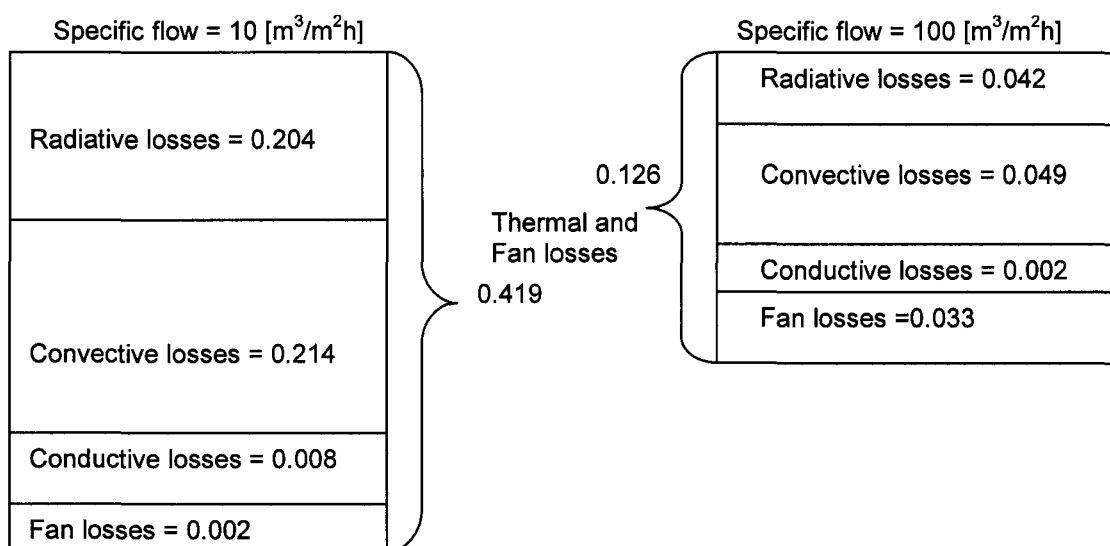 Specific flow = 10 [m³/m²h]
Radiative losses = 0.204
Convective losses = 0.214
Conductive losses = 0.008
Fan losses = 0.002
Thermal and
Fan losses
0.419
0.126
Specific flow = 100 [m³/m²h]
Radiative losses = 0.042
Convective losses = 0.049
Conductive losses = 0.002
Fan losses =0.033